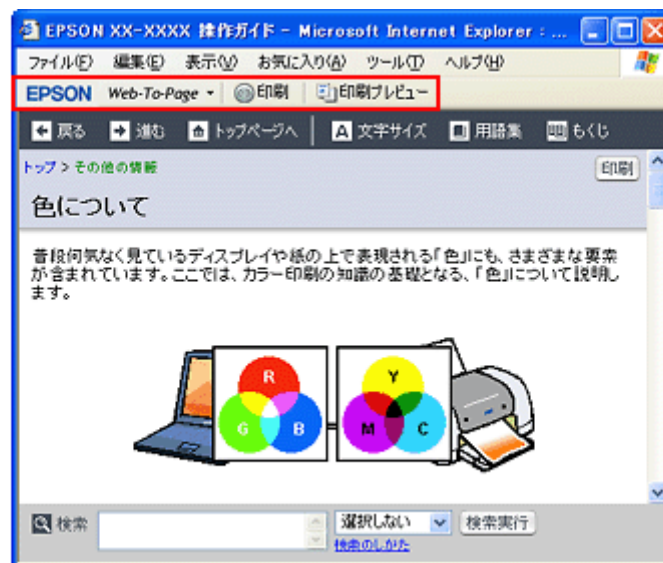 EPSON XX-XXXX 操作ガイド - Microsoft Internet Explorer : ...
ファイル(F) 編集(E) 表示(V) お気に入り(A) ツール(T) ヘルプ(H)
EPSON Web-To-Page 印刷 印刷プレビュー
戻る 進む トップページへ A 文字サイズ 用語集 もくじ
トップ > その他の情報 印刷
色について
普段何気なく見ているディスプレイや紙の上で表現される「色」にも、さまざまな要素
が含まれています。ここでは、カラー印刷の知識の基礎となる、「色」について説明し
ます。
R Y
G B M C
検索 選択しない 検索実行
検索のしかた